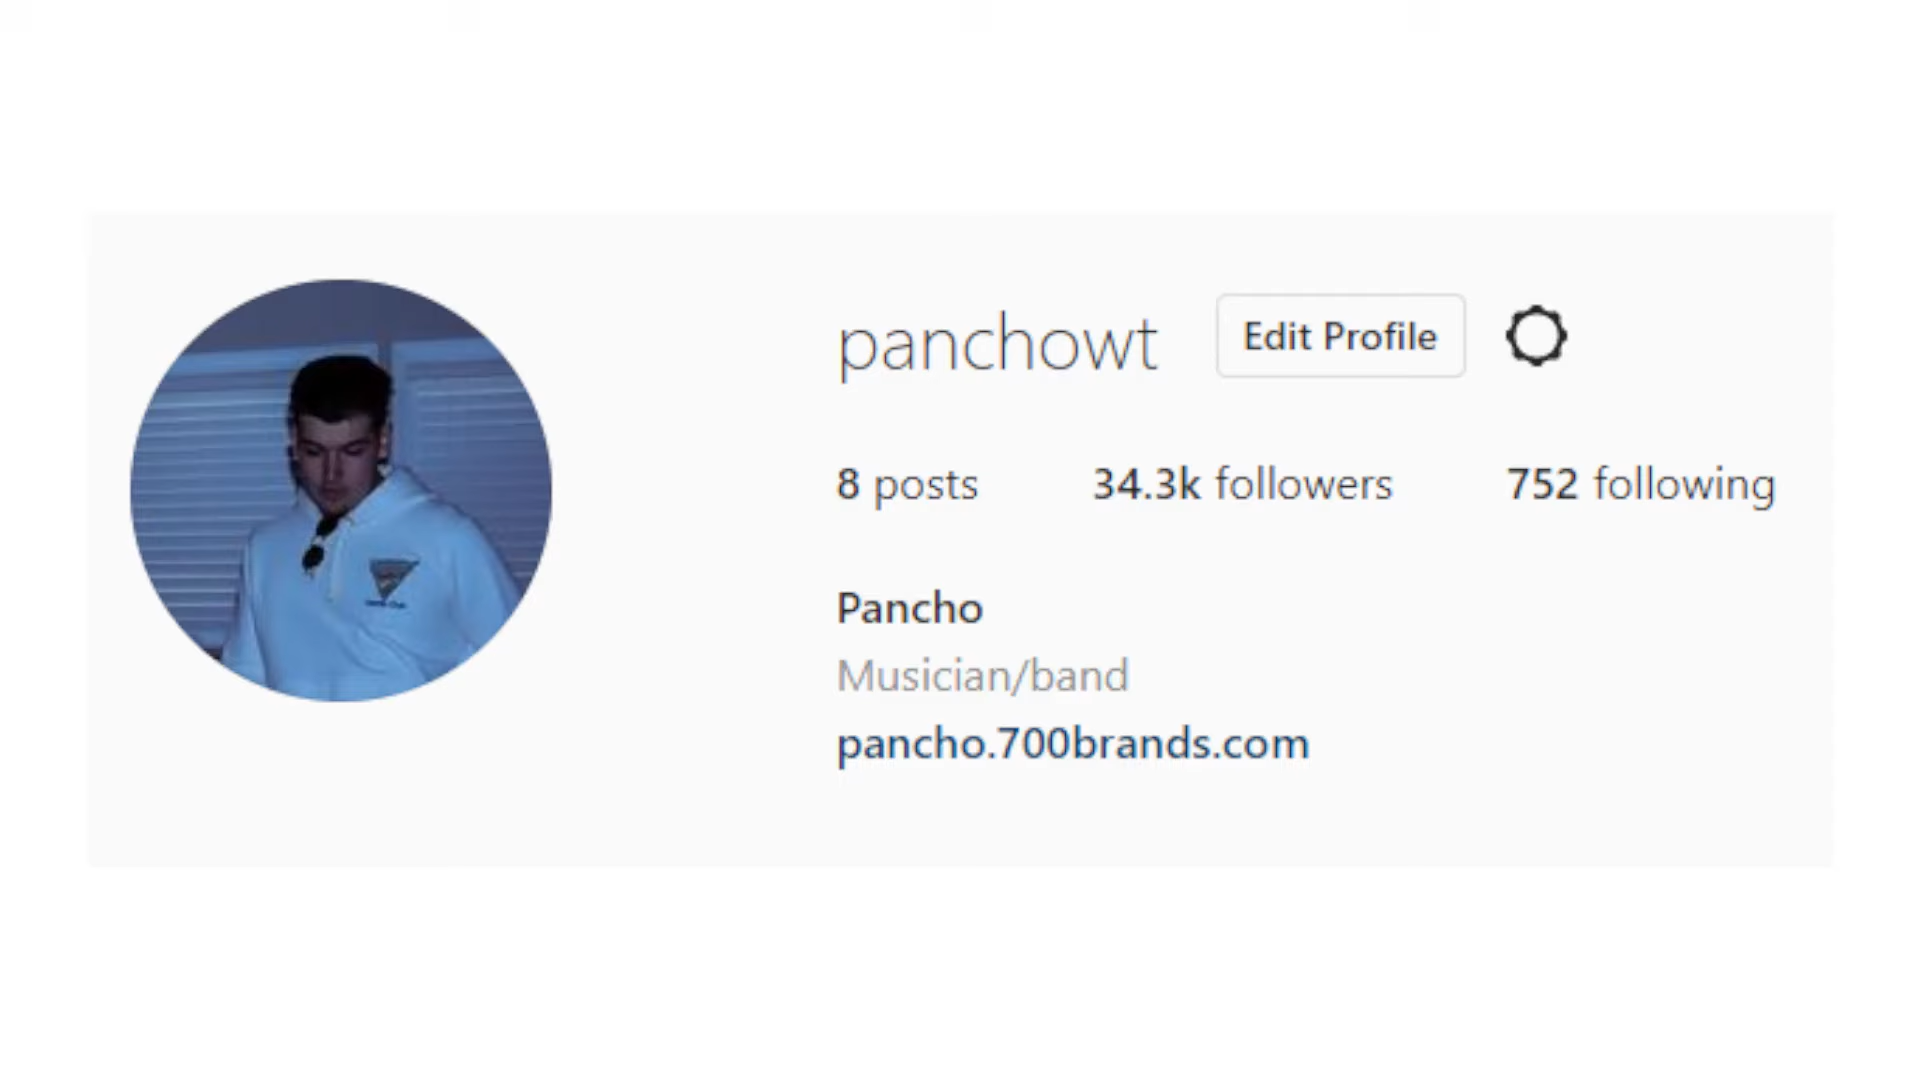 panchowt Edit Profile
8 posts 34.3k followers 752 following
Pancho
Musician/band
pancho.700brands.com